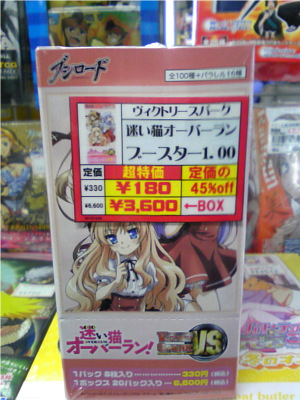 ブシロード
全100種+パラレル16種
ヴィクトリースパーク
迷い猫オーバーラン
ブースター1.00
定価 超特価 定価の
¥330 ¥180 45%off
¥6,600 ¥3,600 ←BOX
迷い猫
オーバーラン!
VS
1パック 8枚入り 330円(税込)
1ボックス 20パック入り 6,600円(税込)